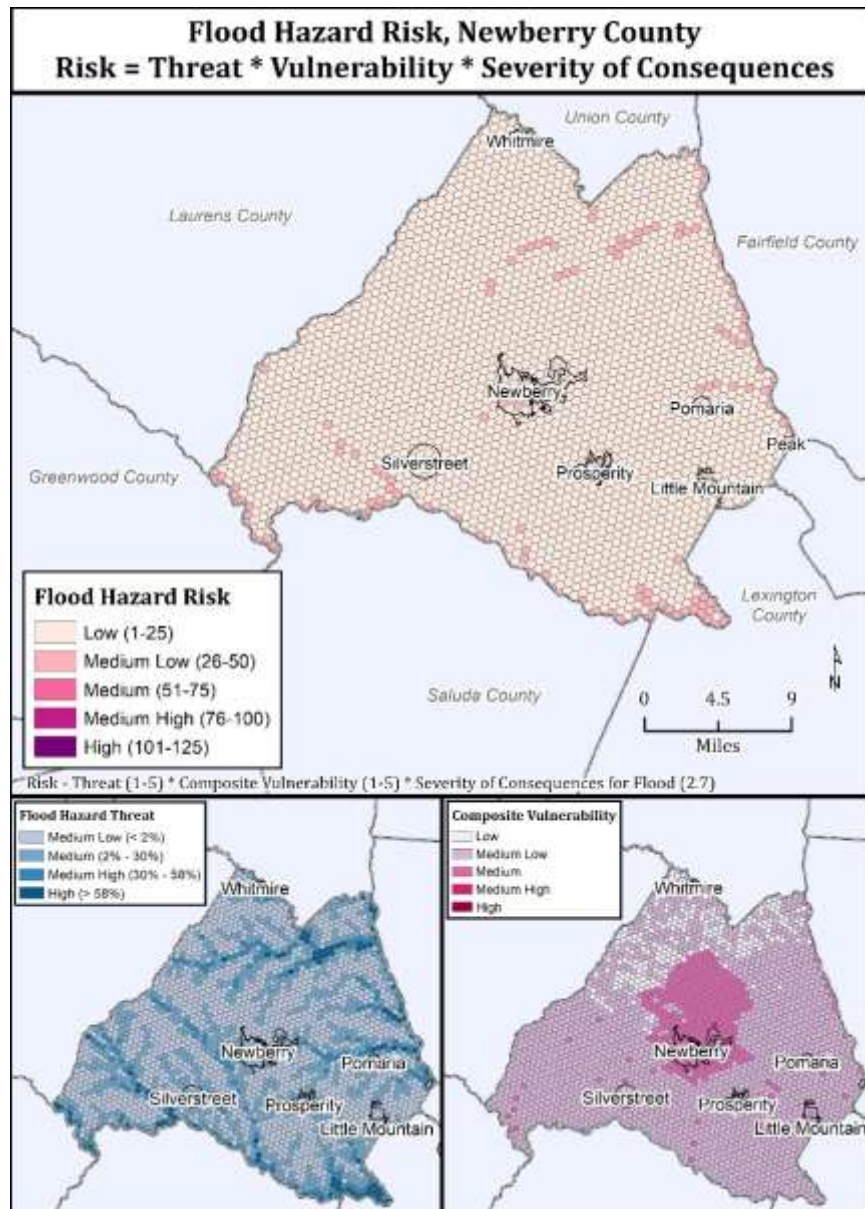 Flood Hazard Risk, Newberry County
Risk = Threat * Vulnerability * Severity of Consequences
Union County
Whitmire
Laurens County
Fairfield County
Newberry
Pomaria
Peak
Silverstreet
Prosperity
Greenwood County
Little Mountain
Lexington
County
Saluda County
Flood Hazard Risk
Low (1-25)
Medium Low (26-50)
Medium (51-75)
Medium High (76-100)
High (101-125)
N
0 4.5 9
Miles
Risk - Threat (1-5) * Composite Vulnerability (1-5) * Severity of Consequences for Flood (2.7)
Flood Hazard Threat
Medium Low (< 2%)
Medium (2% - 30%)
Medium High (30% - 58%)
High (> 58%)
Whitmire
Newberry
Pomaria
Silverstreet
Prosperity
Little Mountain
Composite Vulnerability
Low
Medium Low
Medium
Medium High
High
Whitmire
Newberry
Pomaria
Silverstreet
Prosperity
Little Mountain